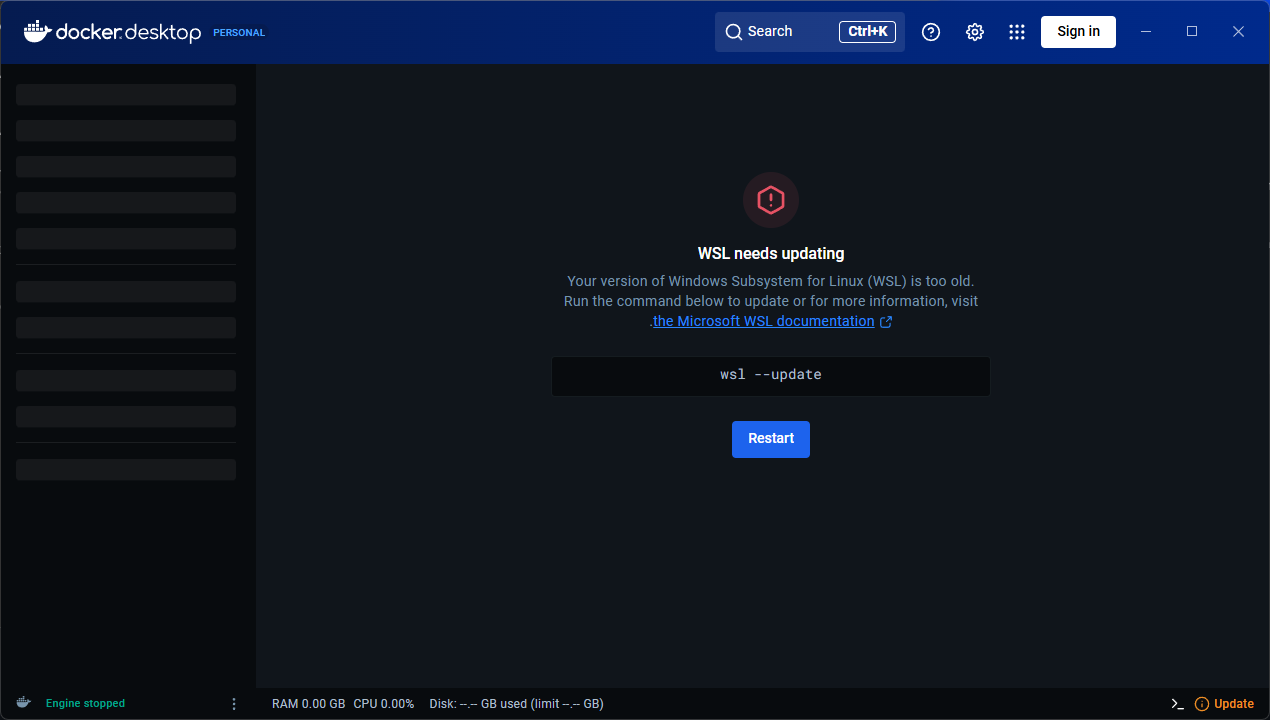 docker.desktop PERSONAL
Search Ctrl+K
Sign in
WSL needs updating
Your version of Windows Subsystem for Linux (WSL) is too old.
Run the command below to update or for more information, visit
.the Microsoft WSL documentation
wsl --update
Restart
Engine stopped
RAM 0.00 GB CPU 0.00% Disk: --.-- GB used (limit --.-- GB)
Update